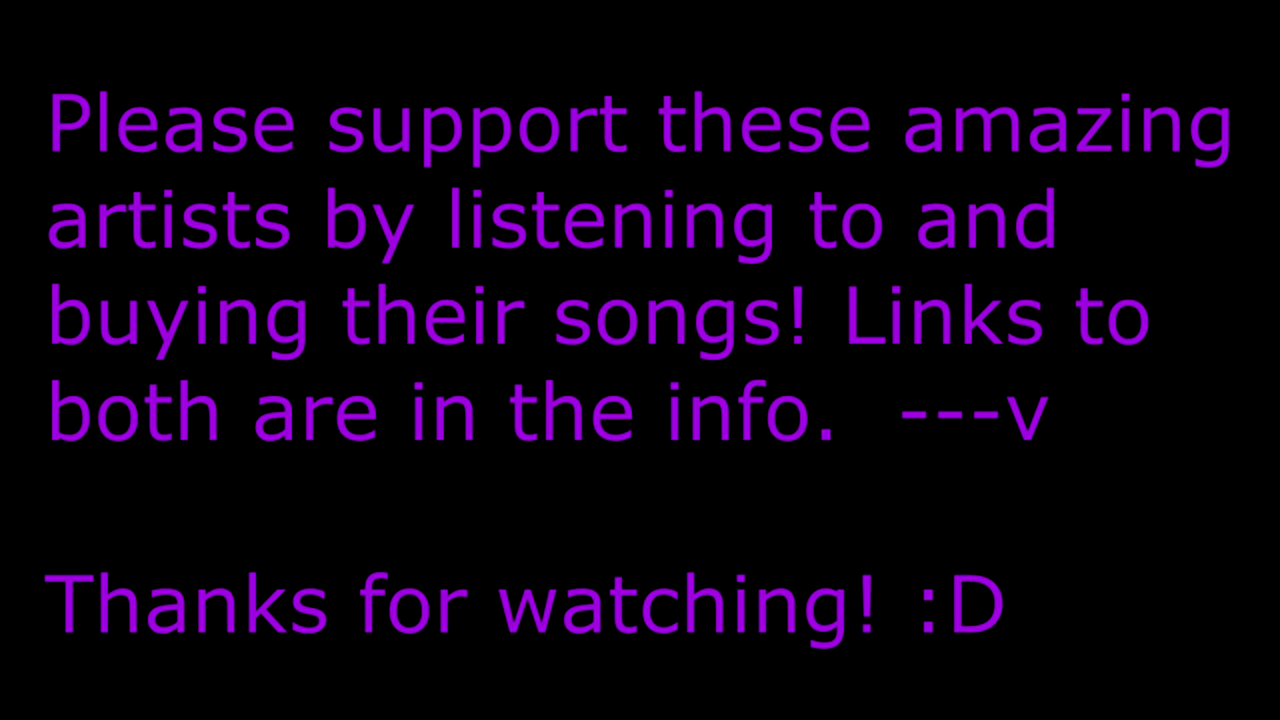 Please support these amazing
artists by listening to and
buying their songs! Links to
both are in the info.  ---v
Thanks for watching! :D